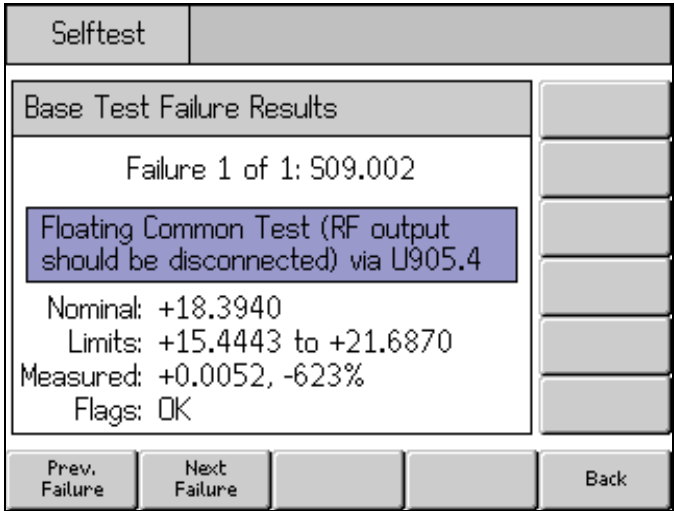 Selftest
Base Test Failure Results
Failure 1 of 1: S09.002
Floating Common Test (RF output
should be disconnected) via U905.4
Nominal: +18.3940
Limits: +15.4443 to +21.6870
Measured: +0.0052, -623%
Flags: OK
Prev.
Failure
Next
Failure
Back